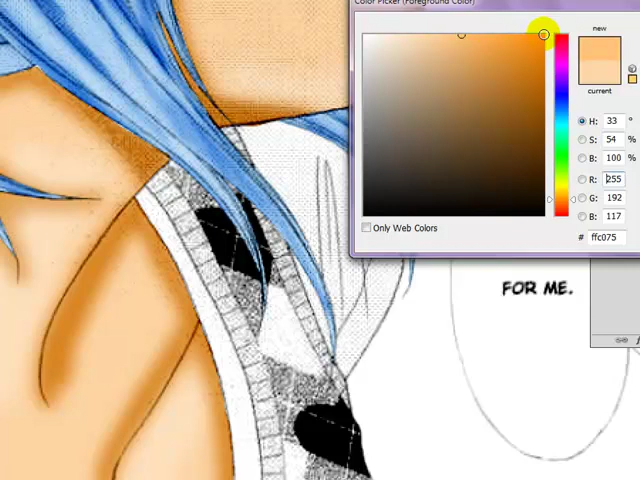 Color Picker (Foreground Color)
new
current
H: 33 °
S: 54 %
B: 100 %
R: 255
G: 192
B: 117
Only Web Colors
# ffc075
FOR ME.